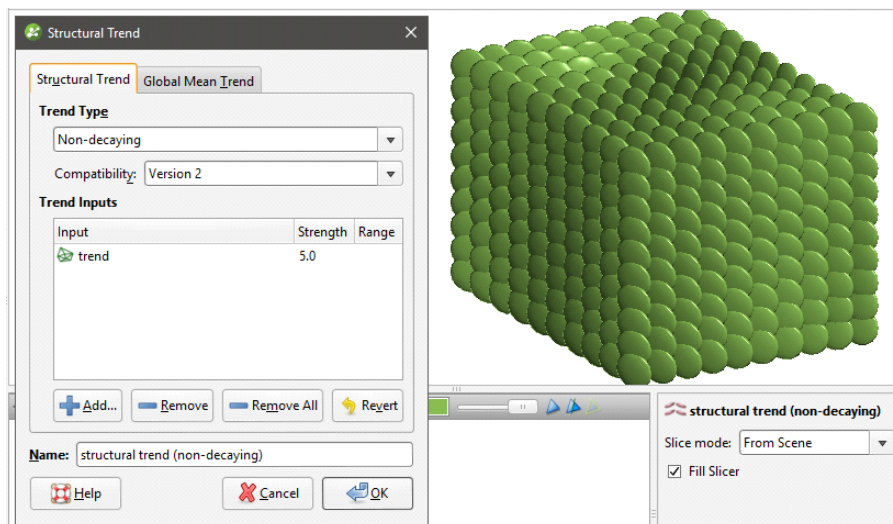 Structural Trend
Structural Trend
Global Mean Trend
Trend Type
Non-decaying
Compatibility: Version 2
Trend Inputs
Input Strength Range
trend 5.0
Add... Remove Remove All Revert
Name: structural trend (non-decaying)
Help Cancel OK
structural trend (non-decaying)
Slice mode: From Scene
Fill Slicer